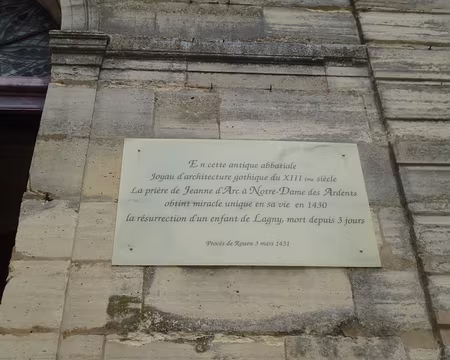 En cette antique abbatiale
Joyau d'architecture gothique du XIII ème siècle
La prière de Jeanne d'Arc à Notre-Dame des Ardents
obtint miracle unique en sa vie en 1430
la résurrection d'un enfant de Lagny, mort depuis 3 jours
Procès de Rouen 3 mars 1431